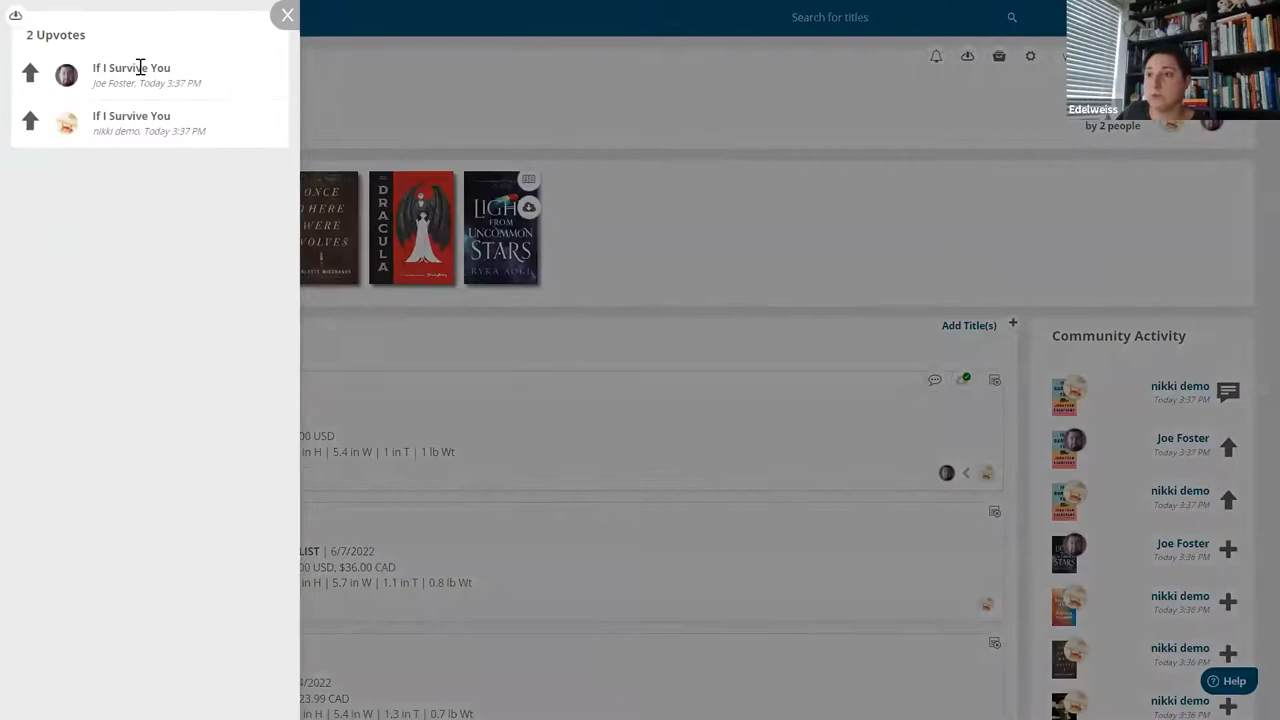 2 Upvotes
If I Survive You
Joe Foster, Today 3:37 PM
If I Survive You
nikki demo, Today 3:37 PM
Search for titles
Edelweiss
by 2 people
ONCE
THERE
WERE
WOLVES
DRACULA
LIGHT
FROM
UNCOMMON
STARS
RYKA AOKI
Add Title(s)
00 USD
in H | 5.4 in W | 1 in T | 1 lb Wt
LIST | 6/7/2022
00 USD, $36.00 CAD
in H | 5.7 in W | 1.1 in T | 0.8 lb Wt
4/2022
23.99 CAD
in H | 5.4 in W | 1.3 in T | 0.7 lb Wt
Community Activity
nikki demo
Today 3:37 PM
Joe Foster
Today 3:37 PM
nikki demo
Today 3:37 PM
Joe Foster
Today 3:36 PM
nikki demo
Today 3:36 PM
nikki demo
Today 3:36 PM
nikki demo
Today 3:36 PM
Help